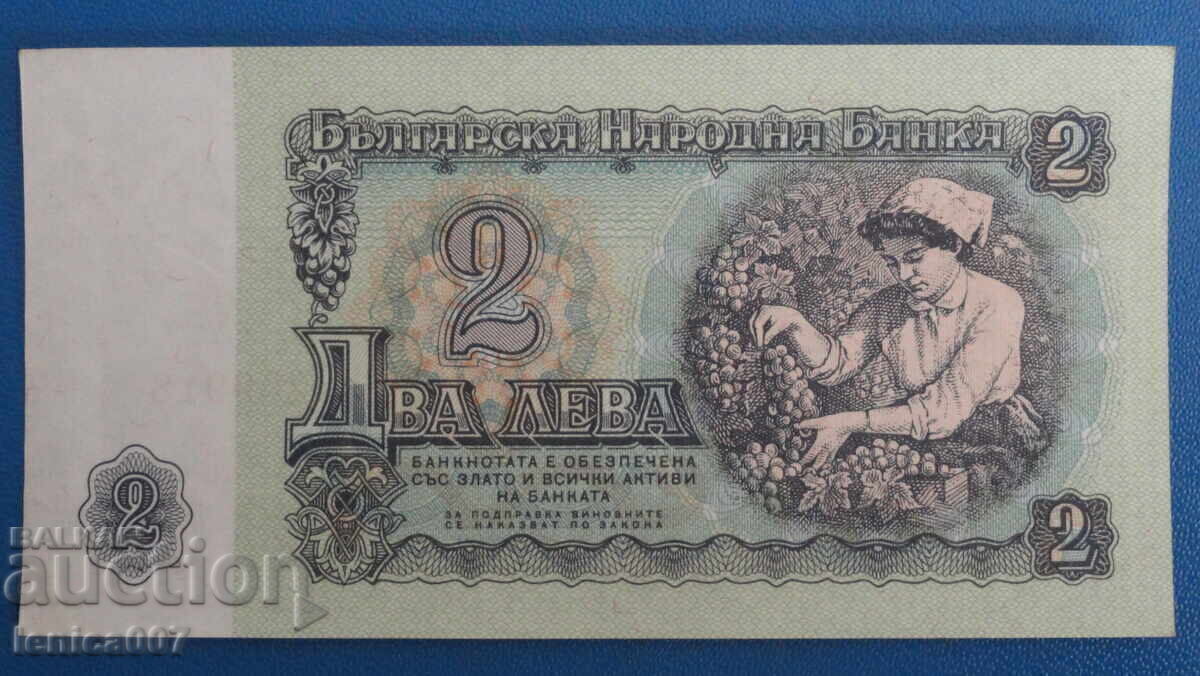 Българска Народна Банка
2
2
Два лева
Банкнотата е обезпечена
със злато и всички активи
на банката
За подправка виновните
се наказват по закона
2
2
BALKAN
auction
lenica007